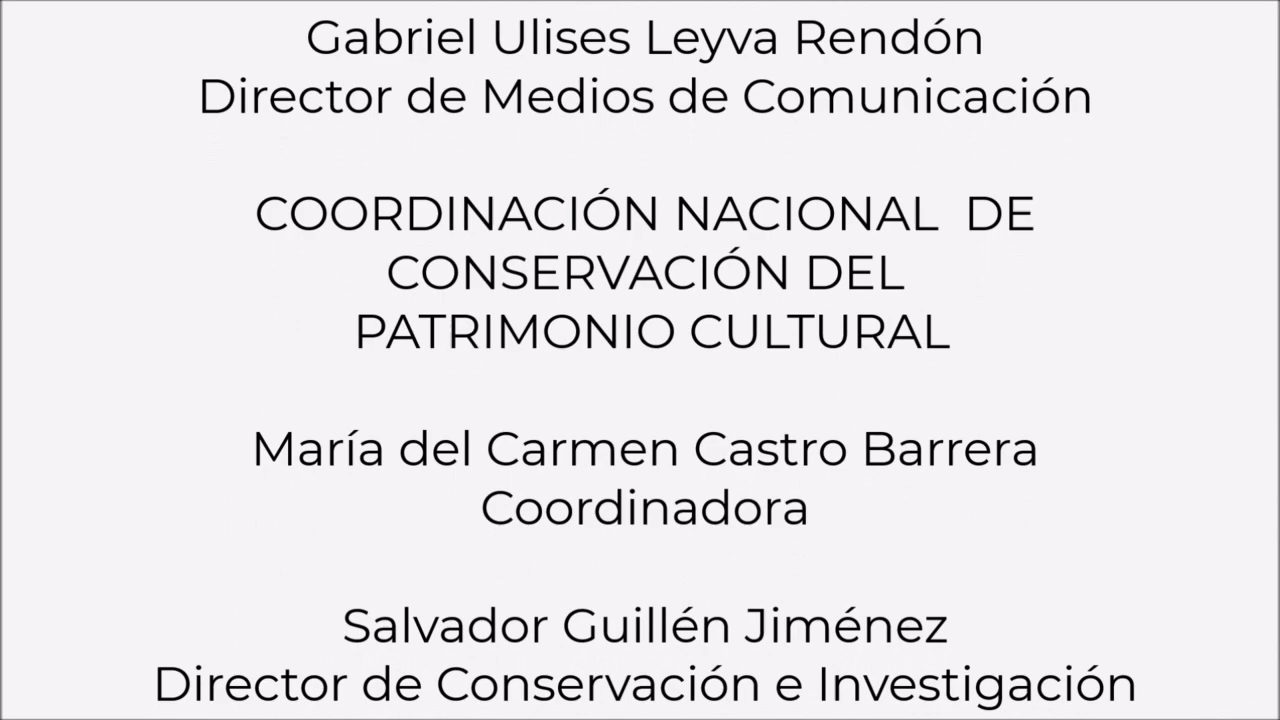 Gabriel Ulises Leyva Rendón
Director de Medios de Comunicación
COORDINACIÓN NACIONAL  DE
CONSERVACIÓN DEL
PATRIMONIO CULTURAL
María del Carmen Castro Barrera
Coordinadora
Salvador Guillén Jiménez
Director de Conservación e Investigación